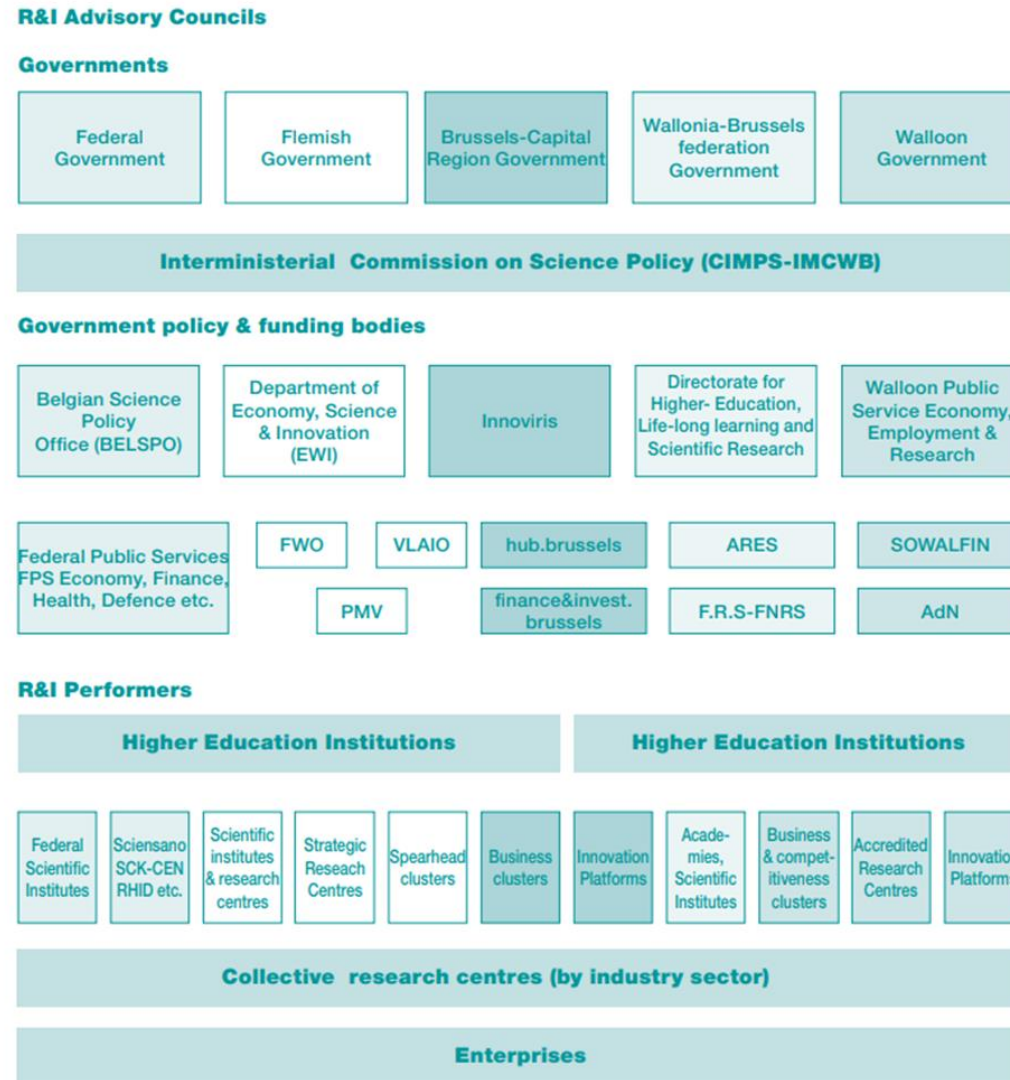 R&I Advisory Councils
Governments
Federal
Government
Flemish
Government
Brussels-Capital
Region Government
Wallonia-Brussels
federation
Government
Walloon
Government
Interministerial Commission on Science Policy (CIMPS-IMCWB)
Government policy & funding bodies
Belgian Science
Policy
Office (BELSPO)
Department of
Economy, Science
& Innovation
(EWI)
Innoviris
Directorate for
Higher- Education,
Life-long learning and
Scientific Research
Walloon Public
Service Economy,
Employment &
Research
Federal Public Services
FPS Economy, Finance,
Health, Defence etc.
FWO
VLAIO
PMV
hub.brussels
finance&invest.
brussels
ARES
F.R.S-FNRS
SOWALFIN
AdN
R&I Performers
Higher Education Institutions
Higher Education Institutions
Federal
Scientific
Institutes
Sciensano
SCK-CEN
RHID etc.
Scientific
institutes
& research
centres
Strategic
Reseach
Centres
Spearhead
clusters
Business
clusters
Innovation
Platforms
Acade-
mies,
Scientific
Institutes
Business
& compet-
itiveness
clusters
Accredited
Research
Centres
Innovatio
Platform
Collective research centres (by industry sector)
Enterprises